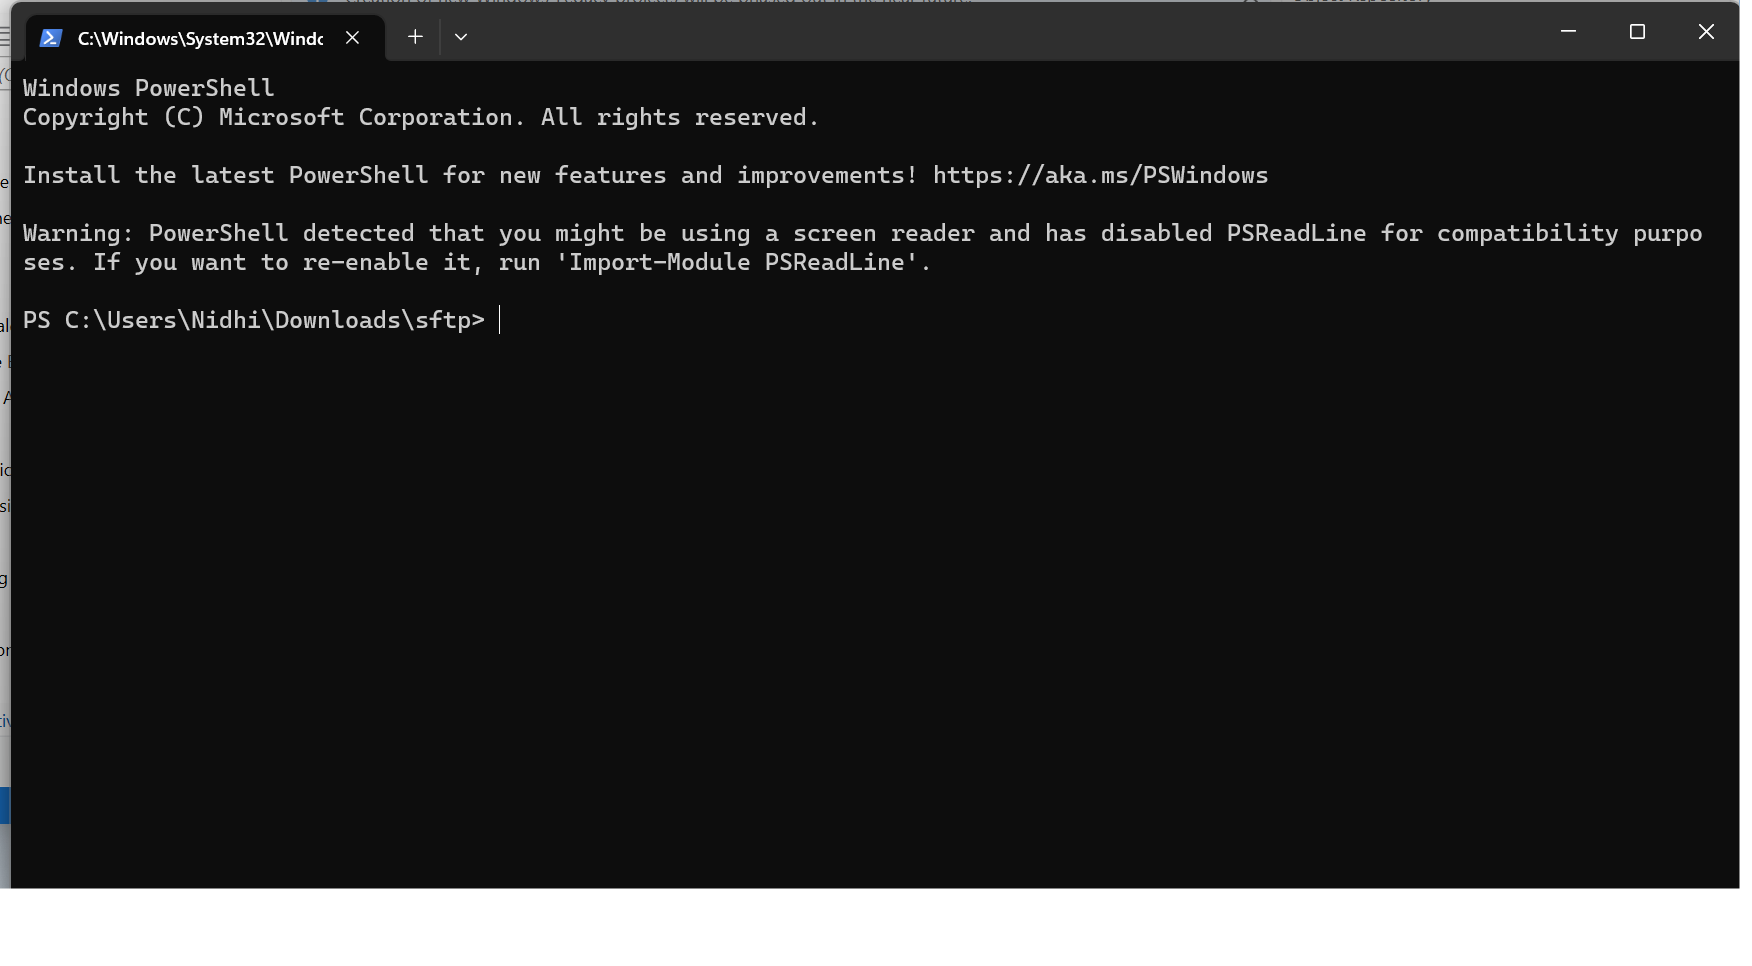 C:\Windows\System32\Windc
Windows PowerShell
Copyright (C) Microsoft Corporation. All rights reserved.
Install the latest PowerShell for new features and improvements! https://aka.ms/PSWindows
Warning: PowerShell detected that you might be using a screen reader and has disabled PSReadLine for compatibility purpo
ses. If you want to re-enable it, run 'Import-Module PSReadLine'.
PS C:\Users\Nidhi\Downloads\sftp>